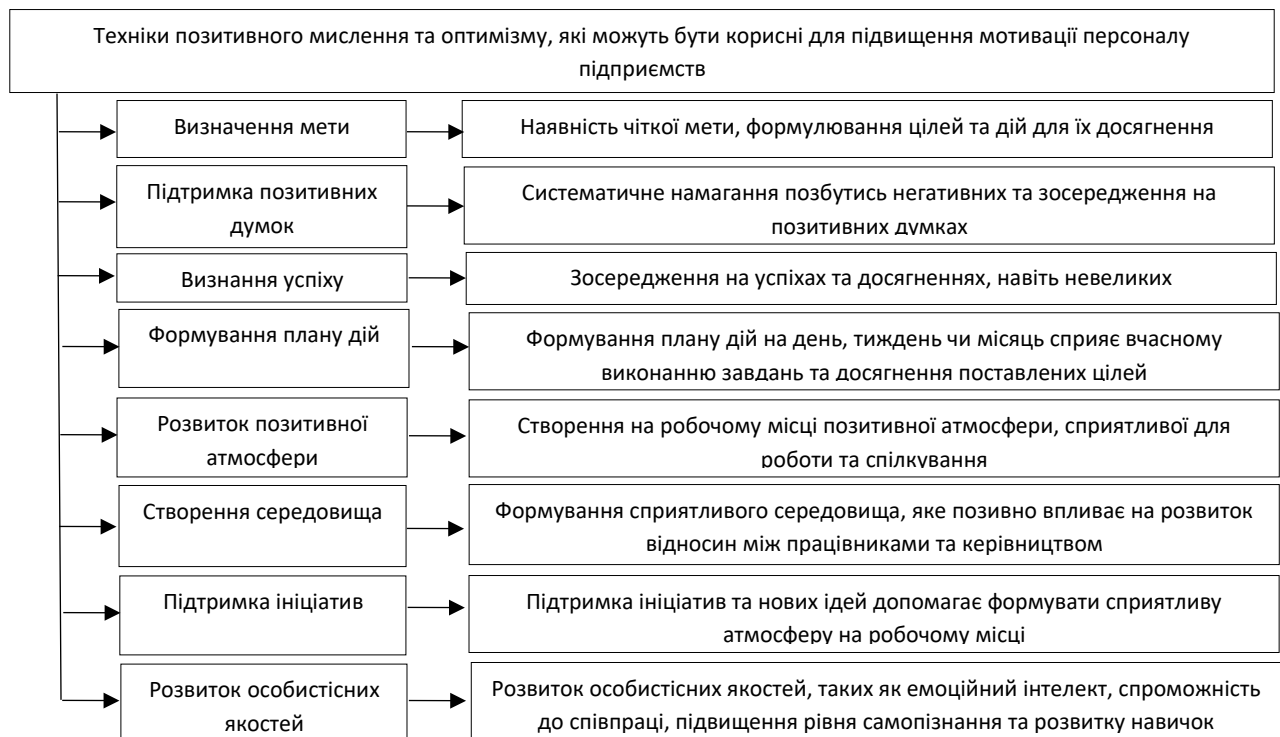 Техніки позитивного мислення та оптимізму, які можуть бути корисні для підвищення мотивації персоналу
підприємств
Визначення мети
Наявність чіткої мети, формулювання цілей та дій для їх досягнення
Підтримка позитивних
думок
Систематичне намагання позбутись негативних та зосередження на
позитивних думках
Визнання успіху
Зосередження на успіхах та досягненнях, навіть невеликих
Формування плану дій
Формування плану дій на день, тиждень чи місяць сприяє вчасному
виконанню завдань та досягнення поставлених цілей
Розвиток позитивної
атмосфери
Створення на робочому місці позитивної атмосфери, сприятливої для
роботи та спілкування
Створення середовища
Формування сприятливого середовища, яке позивно впливає на розвиток
відносин між працівниками та керівництвом
Підтримка ініціатив
Підтримка ініціатив та нових ідей допомагає формувати сприятливу
атмосферу на робочому місці
Розвиток особистісних
якостей
Розвиток особистісних якостей, таких як емоційний інтелект, спроможність
до співпраці, підвищення рівня самопізнання та розвитку навичок